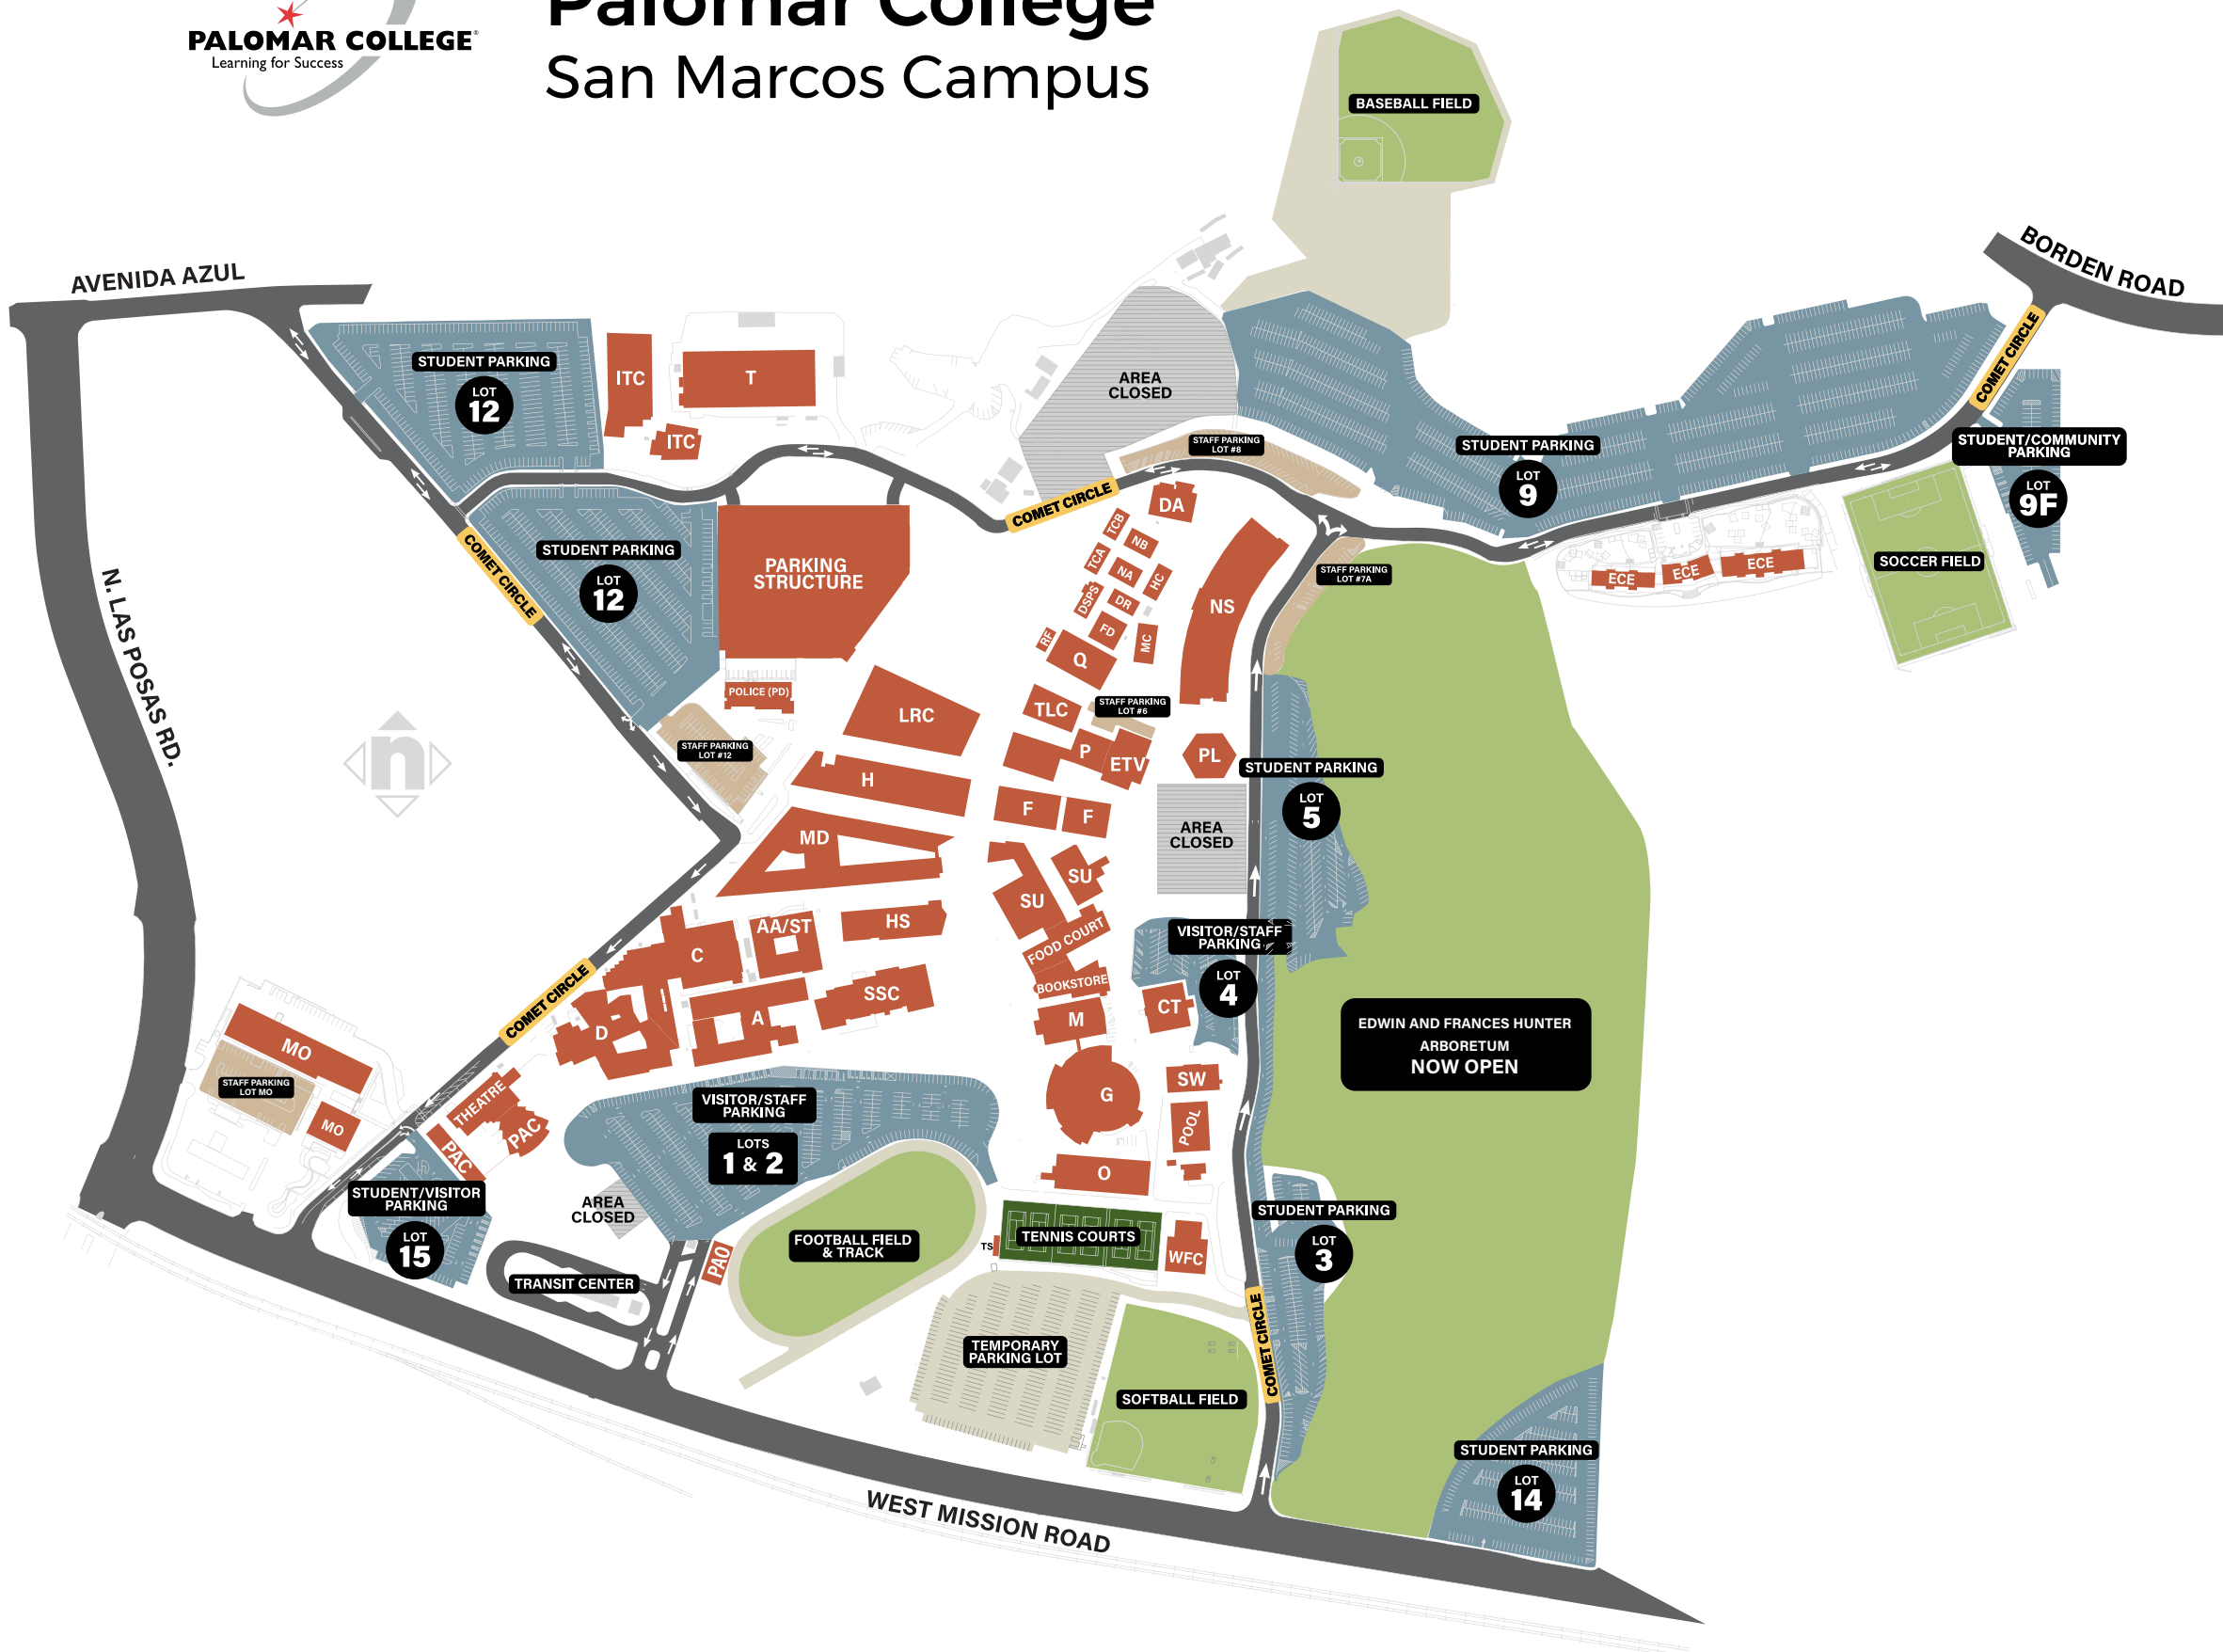 Palomar College
San Marcos Campus
PALOMAR COLLEGE®
Learning for Success
BASEBALL FIELD
BORDEN ROAD
AVENIDA AZUL
COMET CIRCLE
STUDENT PARKING
LOT
12
ITC
T
ITC
AREA
CLOSED
STAFF PARKING
LOT #8
STUDENT PARKING
LOT
9
STUDENT/COMMUNITY
PARKING
LOT
9F
COMET CIRCLE
DA
TCB
NB
TCA
NA
HC
DSPS
DR
FD
RF
MC
Q
NS
STAFF PARKING
LOT #7A
ECE
ECE
ECE
SOCCER FIELD
COMET CIRCLE
STUDENT PARKING
LOT
12
PARKING
STRUCTURE
N. LAS POSAS RD.
n
POLICE (PD)
STAFF PARKING
LOT #12
LRC
TLC
STAFF PARKING
LOT #6
P
ETV
PL
STUDENT PARKING
LOT
5
H
F
F
AREA
CLOSED
MD
SU
SU
FOOD COURT
BOOKSTORE
VISITOR/STAFF
PARKING
LOT
4
HS
AA/ST
C
SSC
A
D
COMET CIRCLE
M
CT
G
SW
POOL
O
EDWIN AND FRANCES HUNTER
ARBORETUM
NOW OPEN
MO
STAFF PARKING
LOT MO
MO
THEATRE
PAC
PAC
VISITOR/STAFF
PARKING
LOTS
1 & 2
STUDENT/VISITOR
PARKING
LOT
15
AREA
CLOSED
TRANSIT CENTER
PAO
FOOTBALL FIELD
& TRACK
TS
TENNIS COURTS
WFC
STUDENT PARKING
LOT
3
COMET CIRCLE
TEMPORARY
PARKING LOT
SOFTBALL FIELD
STUDENT PARKING
LOT
14
WEST MISSION ROAD